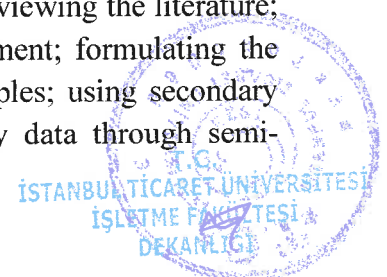 viewing the literature;
ment; formulating the
ples; using secondary
y data through semi-
T.C.
İSTANBUL TİCARET ÜNİVERSİTESİ
İŞLETME FAKÜLTESİ
DEKANLIĞI